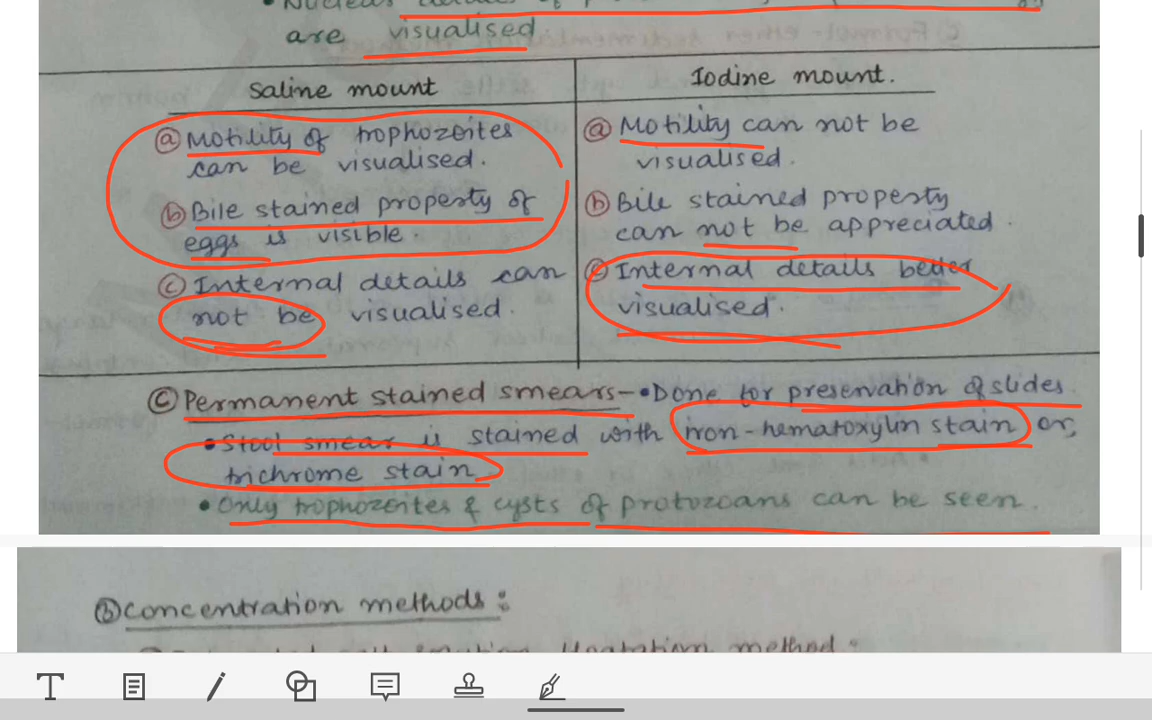 are visualised
Saline mount
Iodine mount.
ⓐ Motility of trophozoites
can be visualised.
ⓑ Bile stained property of
eggs is visible.
ⓒ Internal details can
not be visualised.
ⓐ Motility can not be
visualised.
ⓑ Bile stained property
can not be appreciated.
ⓒ Internal details better
visualised.
ⓒ Permanent stained smears- • Done for preservation of slides
• Stool smear is stained with iron-hematoxylin stain or,
trichrome stain
• Only trophozoites & cysts of protozoans can be seen.
ⓑ Concentration methods:
method: